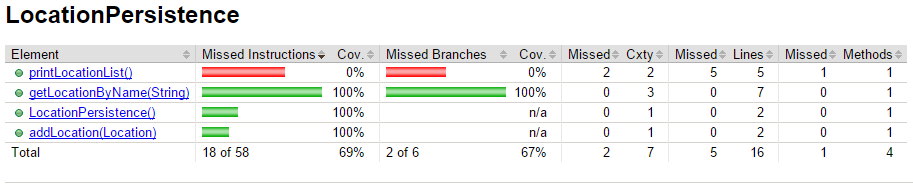 LocationPersistence
Element Missed Instructions Cov. Missed Branches Cov. Missed Cxty Missed Lines Missed Methods
printLocationList() 0% 0% 2 2 5 5 1 1
getLocationByName(String) 100% 100% 0 3 0 7 0 1
LocationPersistence() 100% n/a 0 1 0 2 0 1
addLocation(Location) 100% n/a 0 1 0 2 0 1
Total 18 of 58 69% 2 of 6 67% 2 7 5 16 1 4